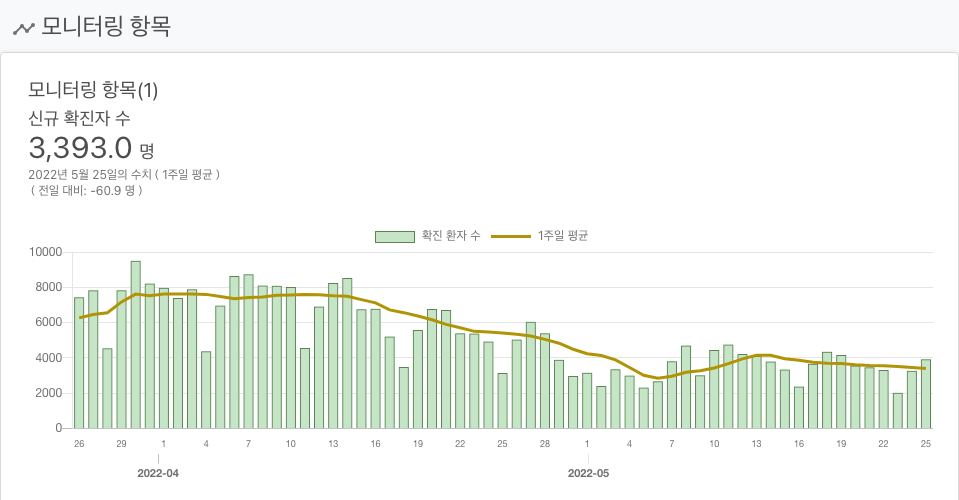 모니터링 항목
모니터링 항목(1)
신규 확진자 수
3,393.0 명
2022년 5월 25일의 수치 ( 1주일 평균 )
( 전일 대비: -60.9 명 )
확진 환자 수 1주일 평균
10000
8000
6000
4000
2000
0
26 29 1 4 7 10 13 16 19 22 25 28 1 4 7 10 13 16 19 22 25
2022-04 2022-05